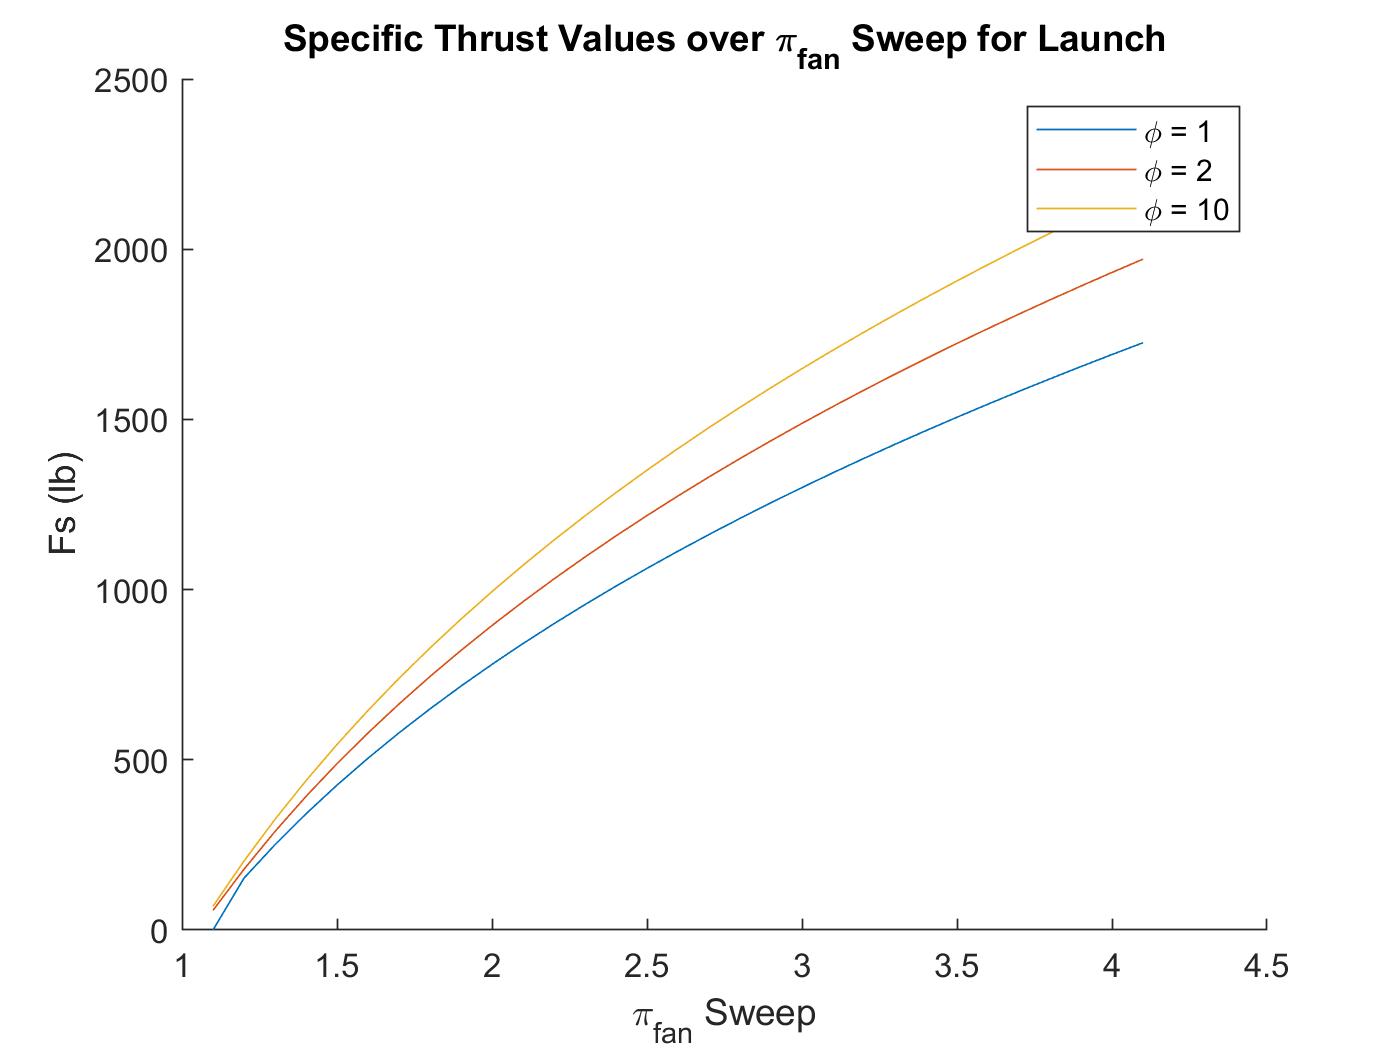 Specific Thrust Values over π_fan Sweep for Launch
2500
2000
1500
1000
500
0
Fs (lb)
ϕ = 1
ϕ = 2
ϕ = 10
1 1.5 2 2.5 3 3.5 4 4.5
π_fan Sweep